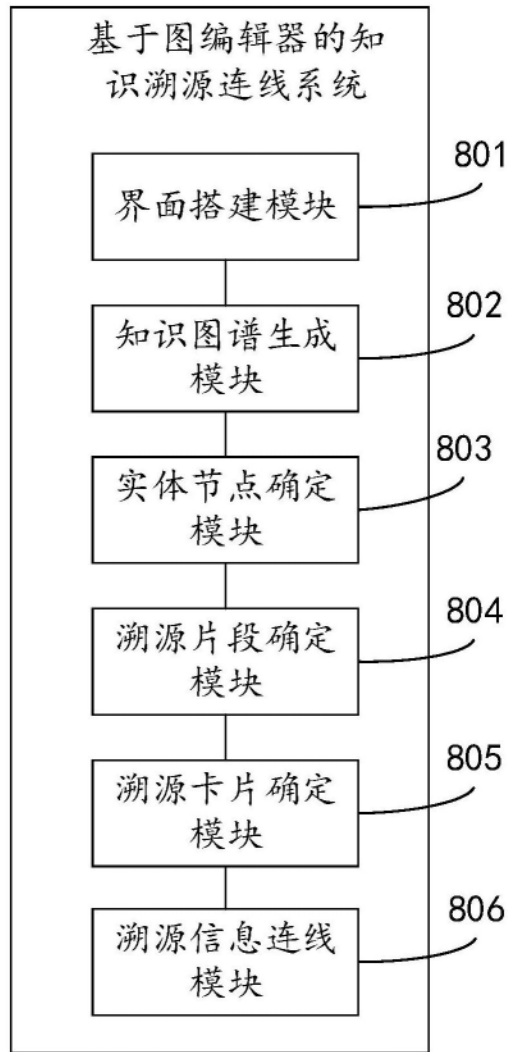 基于图编辑器的知
识溯源连线系统
801
界面搭建模块
802
知识图谱生成
模块
803
实体节点确定
模块
804
溯源片段确定
模块
805
溯源卡片确定
模块
806
溯源信息连线
模块